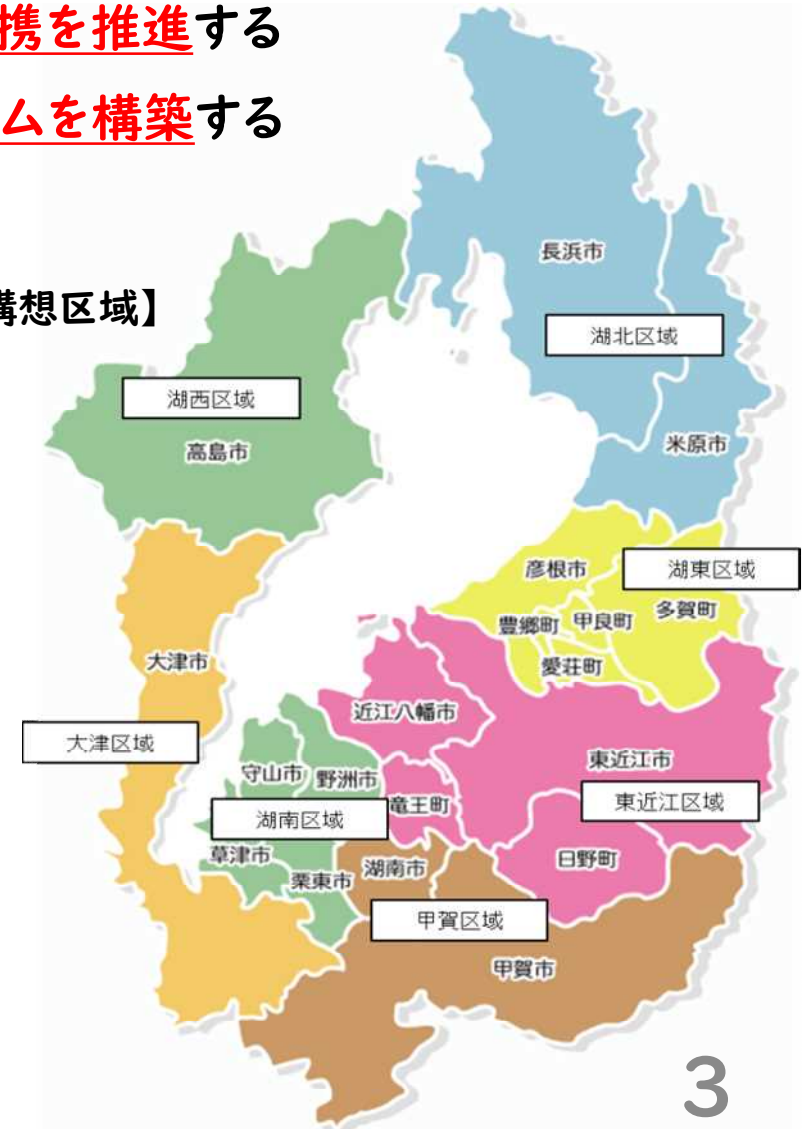 携を推進する
ムを構築する
構想区域】
長浜市
湖北区域
湖西区域
高島市
米原市
彦根市
湖東区域
豊郷町
甲良町
多賀町
愛荘町
大津市
近江八幡市
大津区域
東近江市
守山市
野洲市
竜王町
東近江区域
湖南区域
草津市
日野町
栗東市
湖南市
甲賀区域
甲賀市
3